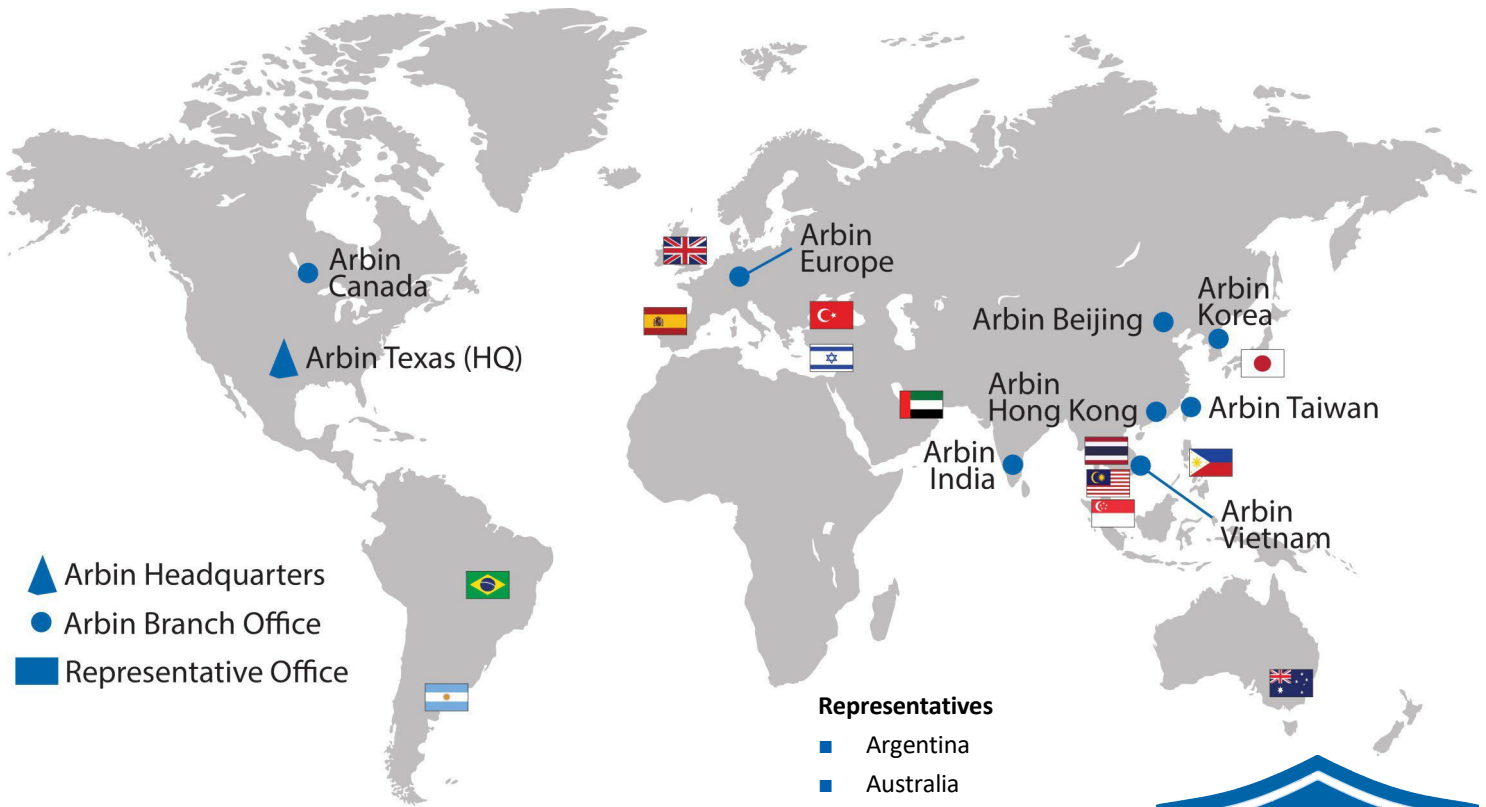 Arbin
Canada
Arbin Texas (HQ)
Arbin
Europe
Arbin Beijing
Arbin
Korea
Arbin
Hong Kong
Arbin Taiwan
Arbin
India
Arbin
Vietnam
Arbin Headquarters
Arbin Branch Office
Representative Office
Representatives
Argentina
Australia